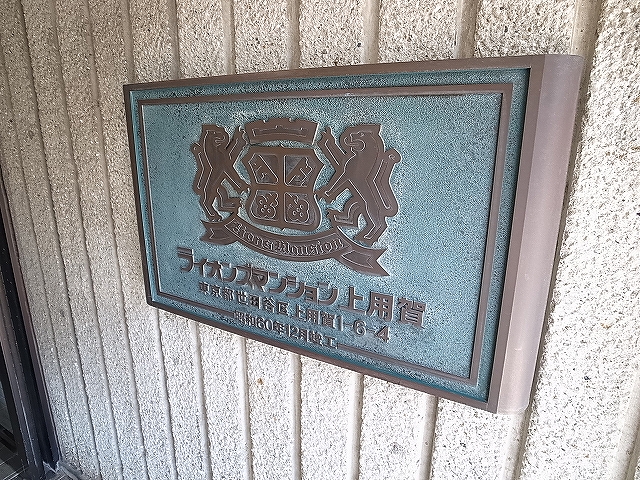 Lions Mansion
ライオンズマンション上用賀
東京都世田谷区上用賀1-6-4
昭和60年12月竣工